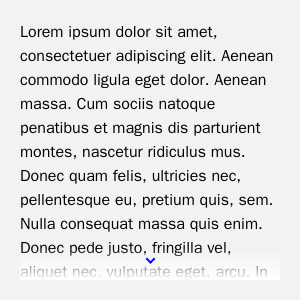 Lorem ipsum dolor sit amet,
consectetuer adipiscing elit. Aenean
commodo ligula eget dolor. Aenean
massa. Cum sociis natoque
penatibus et magnis dis parturient
montes, nascetur ridiculus mus.
Donec quam felis, ultricies nec,
pellentesque eu, pretium quis, sem.
Nulla consequat massa quis enim.
Donec pede justo, fringilla vel,
aliquet nec, vulputate eget, arcu. In